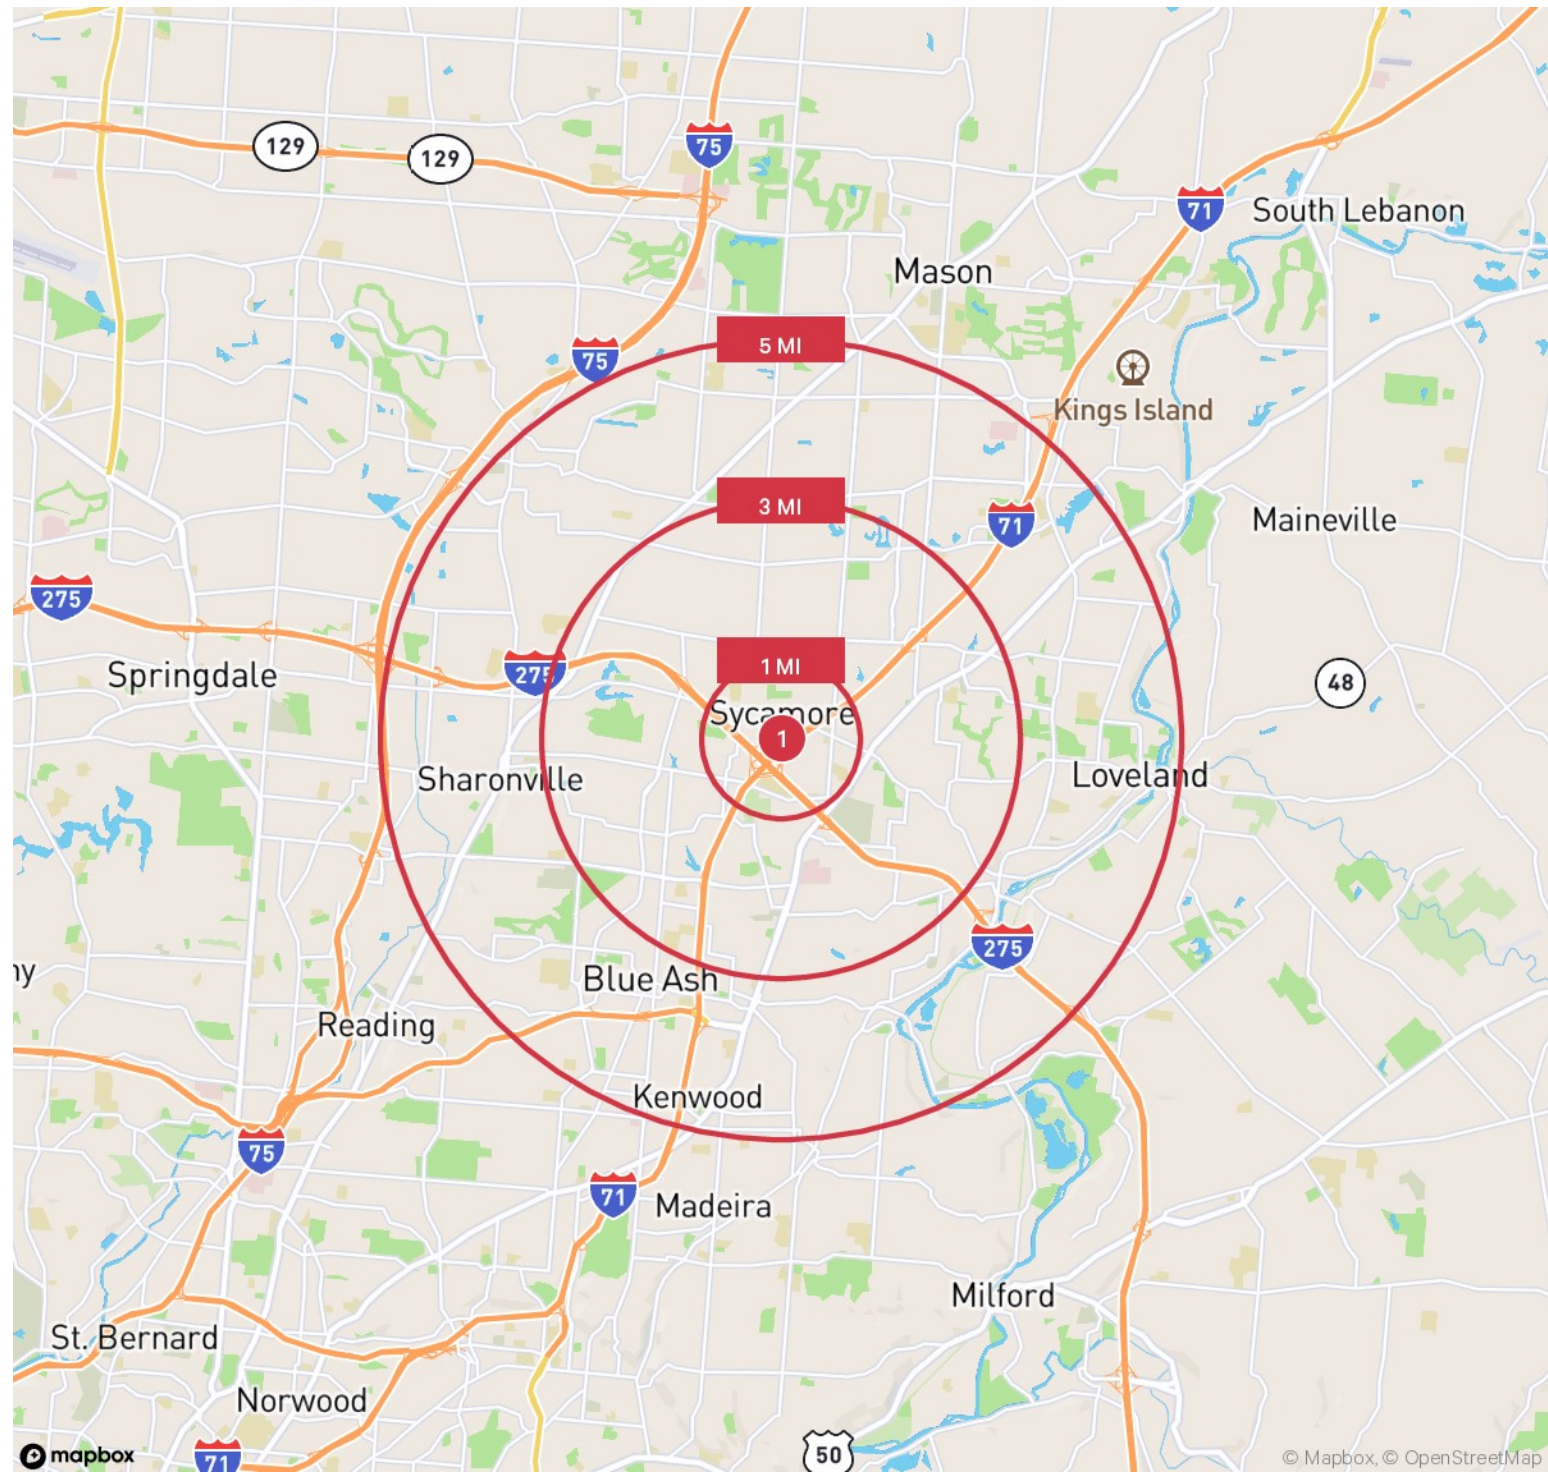 129
129
75
71
South Lebanon
Mason
5 MI
75
Kings Island
3 MI
71
Maineville
275
1 MI
275
Springdale
48
Sycamore
1
Sharonville
Loveland
275
Blue Ash
ny
Reading
Kenwood
75
71
Madeira
Milford
St. Bernard
Norwood
71
50
mapbox
© Mapbox, © OpenStreetMap